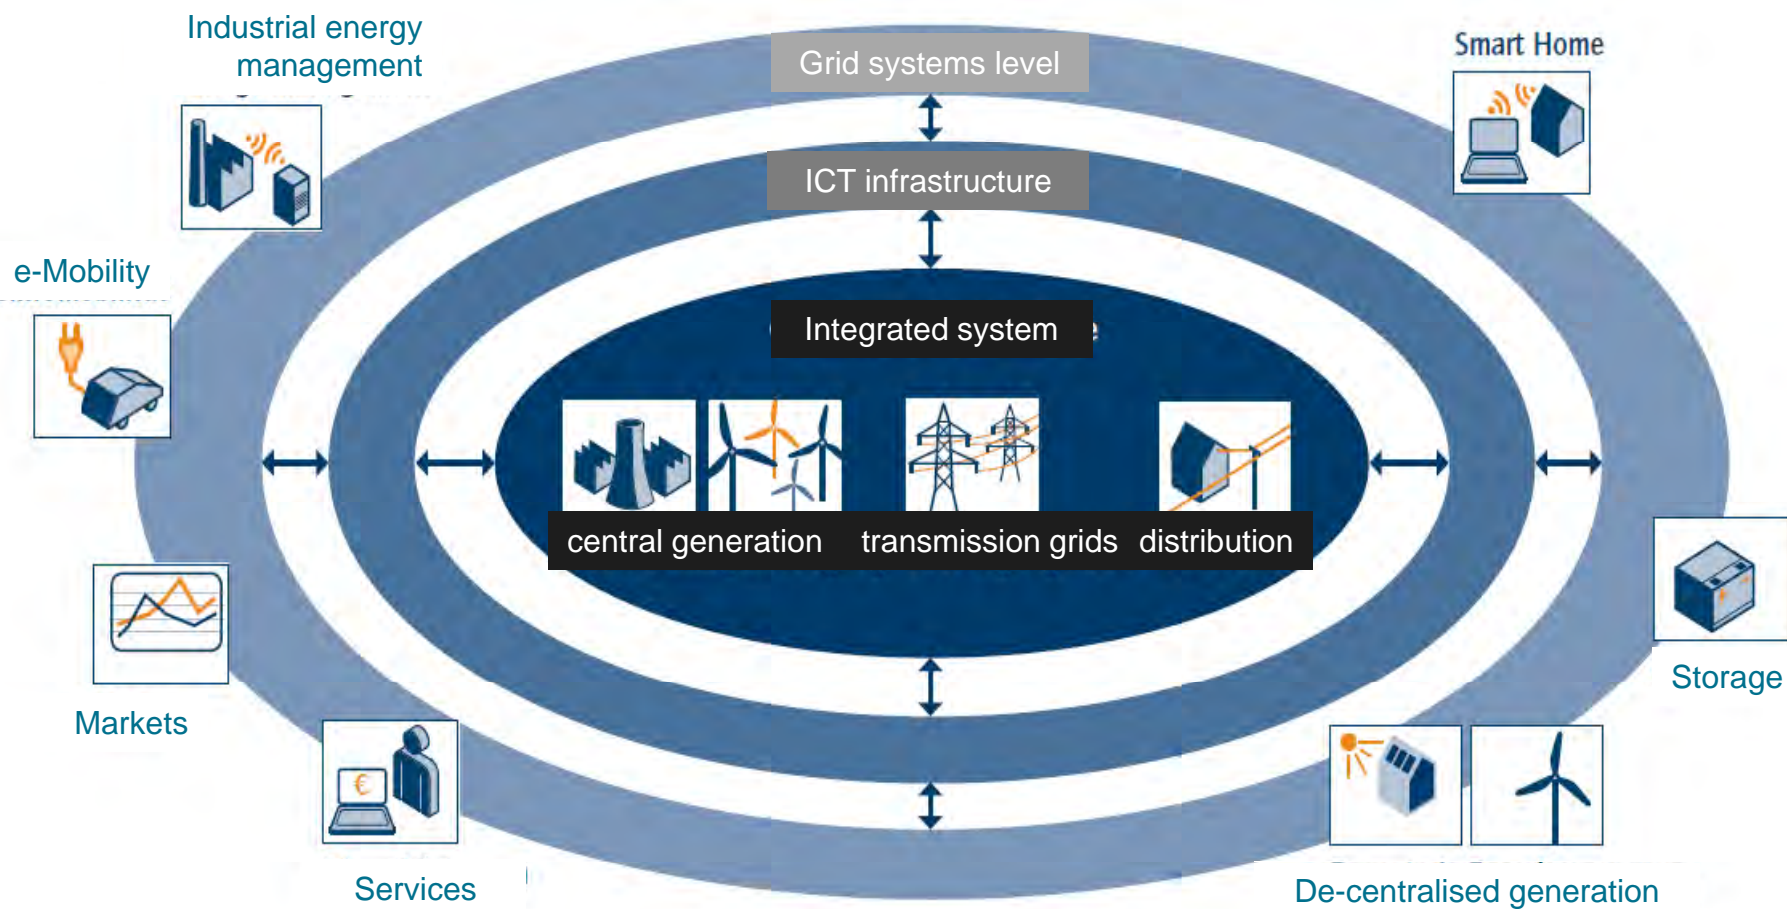 Industrial energy
management
Grid systems level
Smart Home
ICT infrastructure
e-Mobility
Integrated system
central generation
transmission grids
distribution
Storage
Markets
€
Services
De-centralised generation